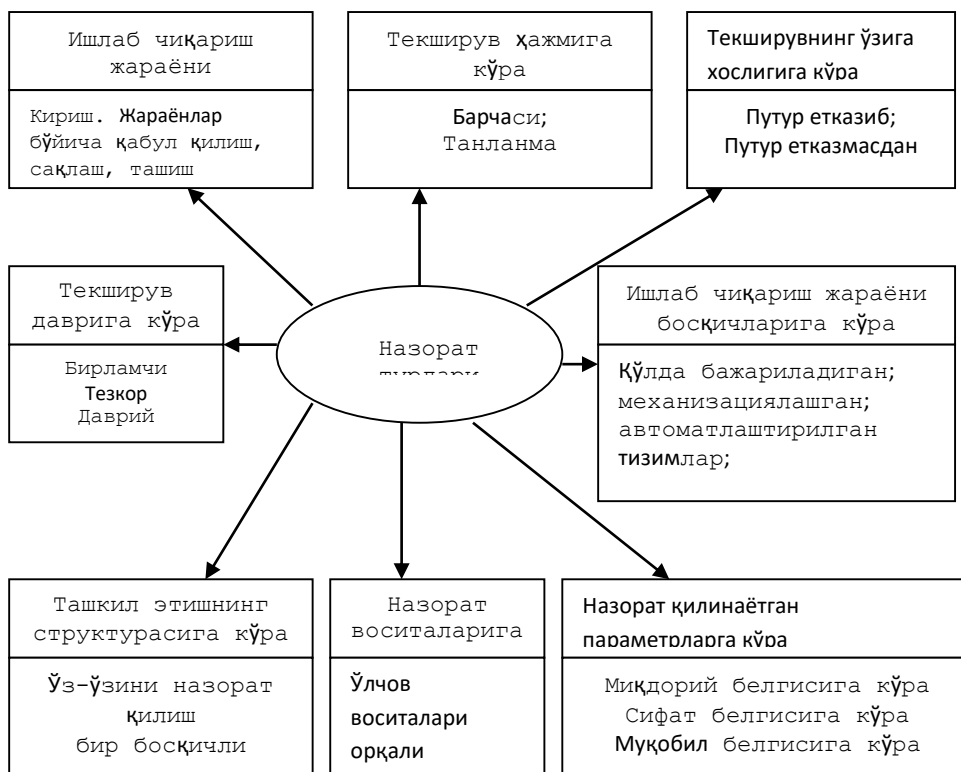 Ишлаб чиқариш
жараёни
Кириш. Жараёнлар
бўйича қабул қилиш,
сақлаш, ташиш
Текширув ҳажмига
кўра
Барчаси;
Танланма
Текширувнинг ўзига
хослигига кўра
Путур етказиб;
Путур етказмасдан
Текширув
даврига кўра
Бирламчи
Тезкор
Даврий
Назорат
турлари
Ишлаб чиқариш жараёни
босқичларига кўра
Қўлда бажариладиган;
механизациялашган;
автоматлаштирилган
тизимлар;
Ташкил этишнинг
структурасига кўра
Ўз-ўзини назорат
қилиш
бир босқичли
Назорат
воситаларига
Ўлчов
воситалари
орқали
Назорат қилинаётган
параметрларга кўра
Миқдорий белгисига кўра
Сифат белгисига кўра
Муқобил белгисига кўра